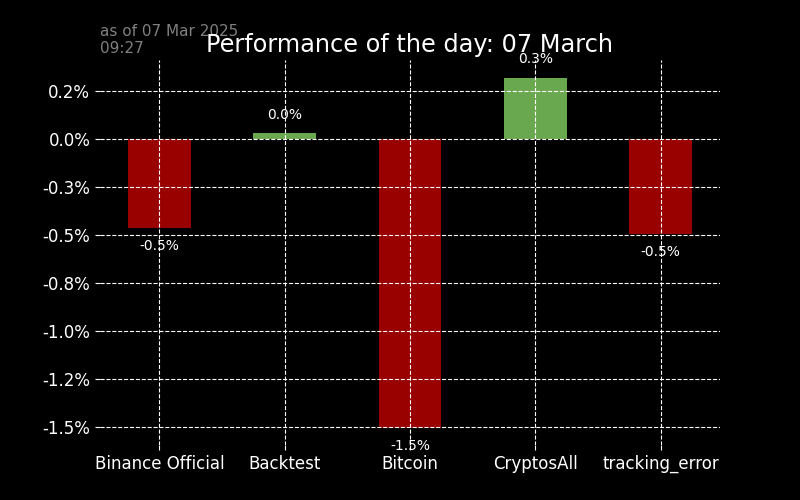 as of 07 Mar 2025
09:27
Performance of the day: 07 March
0.3%
0.2%
0.0%
0.0%
-0.3%
-0.5%
-0.5%
-0.5%
-0.8%
-1.0%
-1.2%
-1.5%
-1.5%
Binance Official
Backtest
Bitcoin
CryptosAll
tracking_error